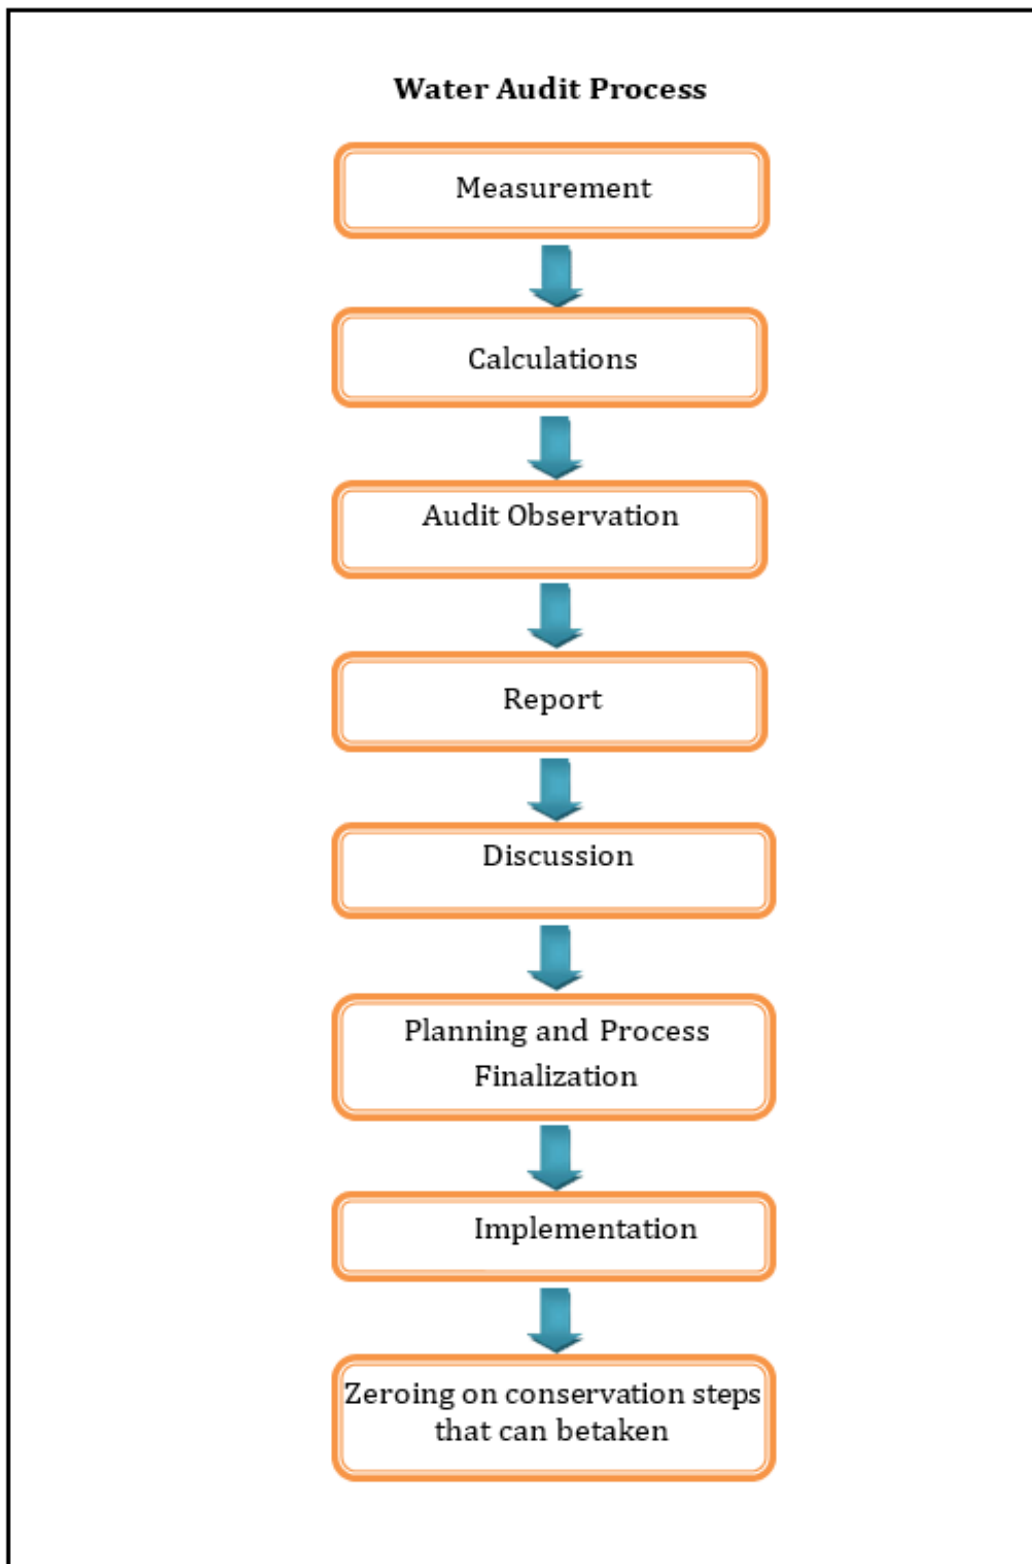 Water Audit Process
Measurement
Calculations
Audit Observation
Report
Discussion
Planning and Process
Finalization
Implementation
Zeroing on conservation steps
that can betaken